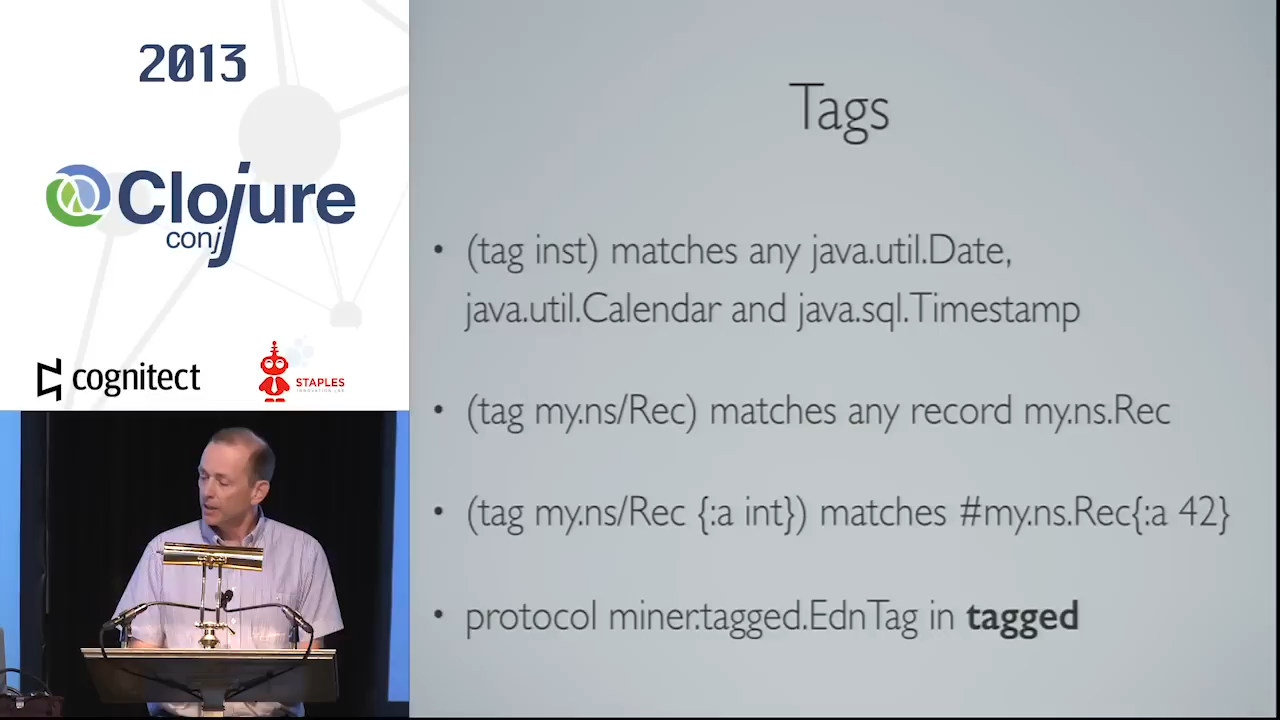 2013
Clojure
conj
cognitect
STAPLES
INNOVATION LAB
Tags
• (tag inst) matches any java.util.Date,
java.util.Calendar and java.sql.Timestamp
• (tag my.ns/Rec) matches any record my.ns.Rec
• (tag my.ns/Rec {:a int}) matches #my.ns.Rec{:a 42}
• protocol miner.tagged.EdnTag in tagged